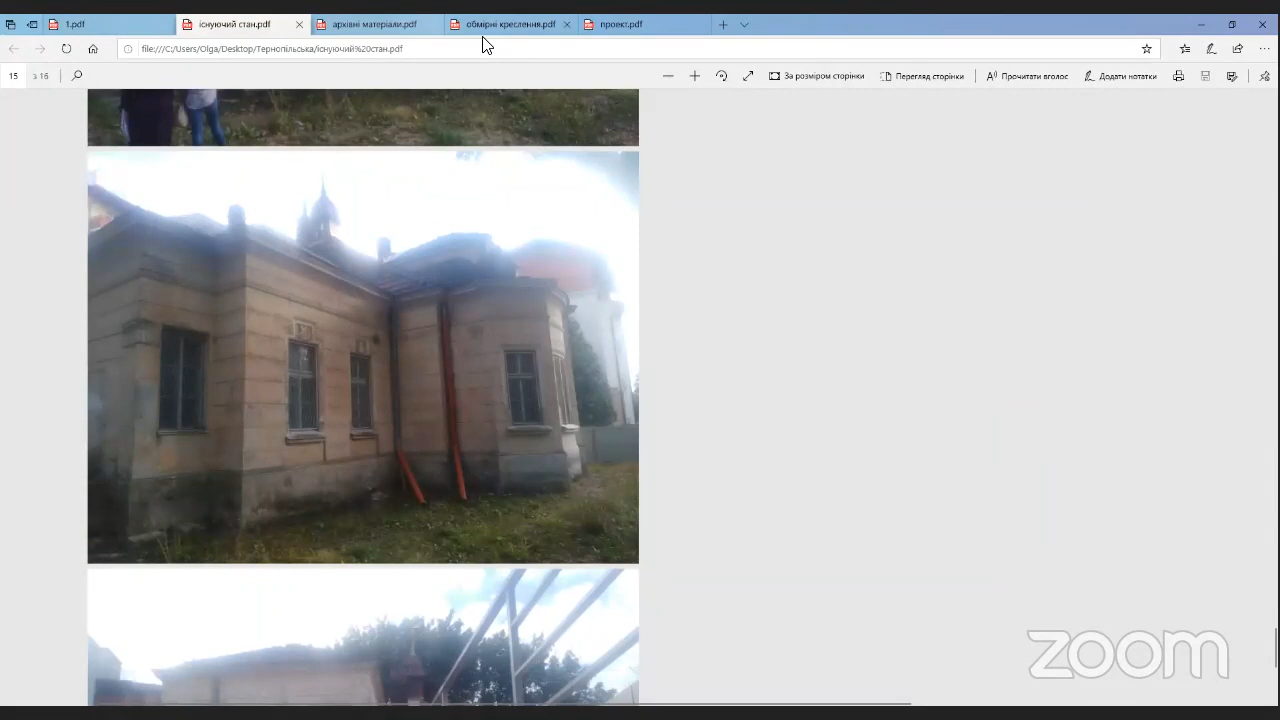 1.pdf
існуючий стан.pdf
архівні матеріали.pdf
обмірні креслення.pdf
проект.pdf
file:///C:/Users/Olga/Desktop/Тернопільська/існуючий%20стан.pdf
15 з 16
За розміром сторінки
Перегляд сторінки
Прочитати вголос
Додати нотатки
zoom